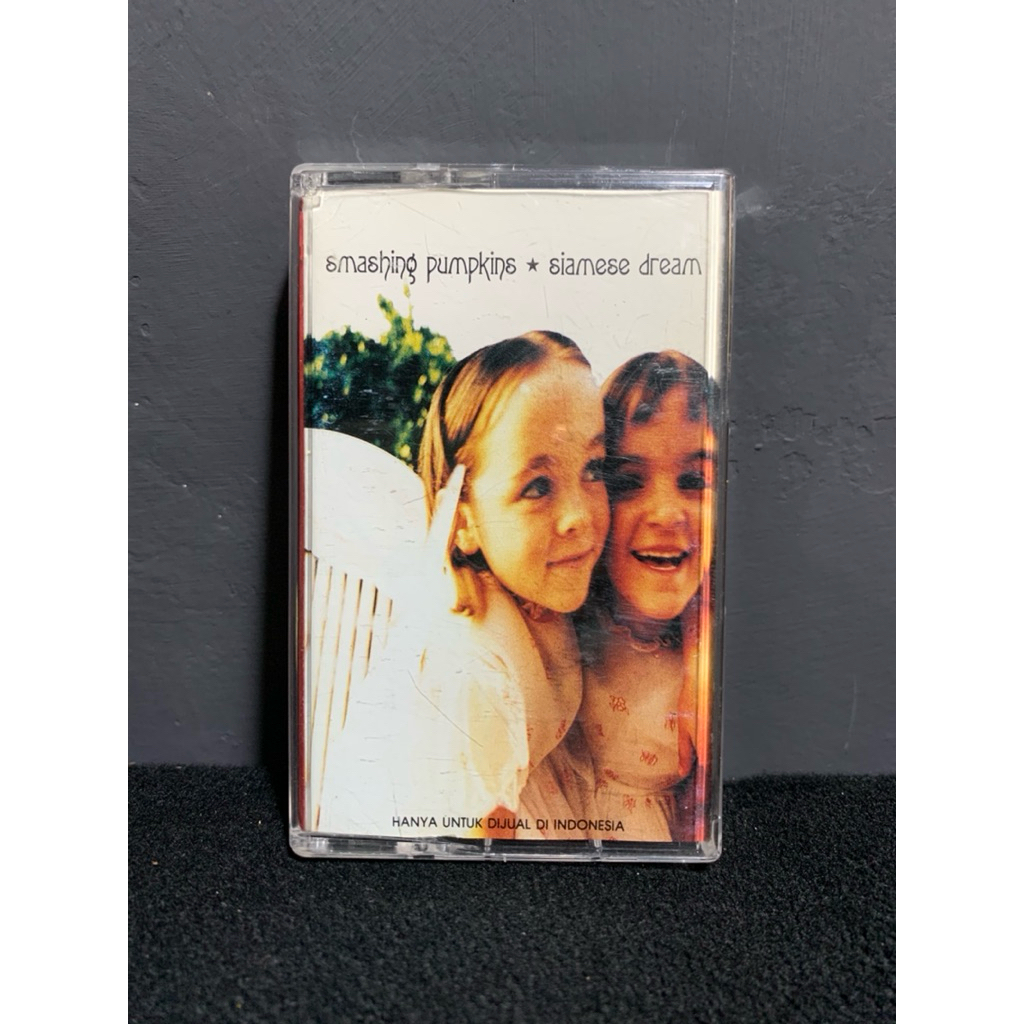 smashing pumpkins ★ siamese dream
HANYA UNTUK DIJUAL DI INDONESIA